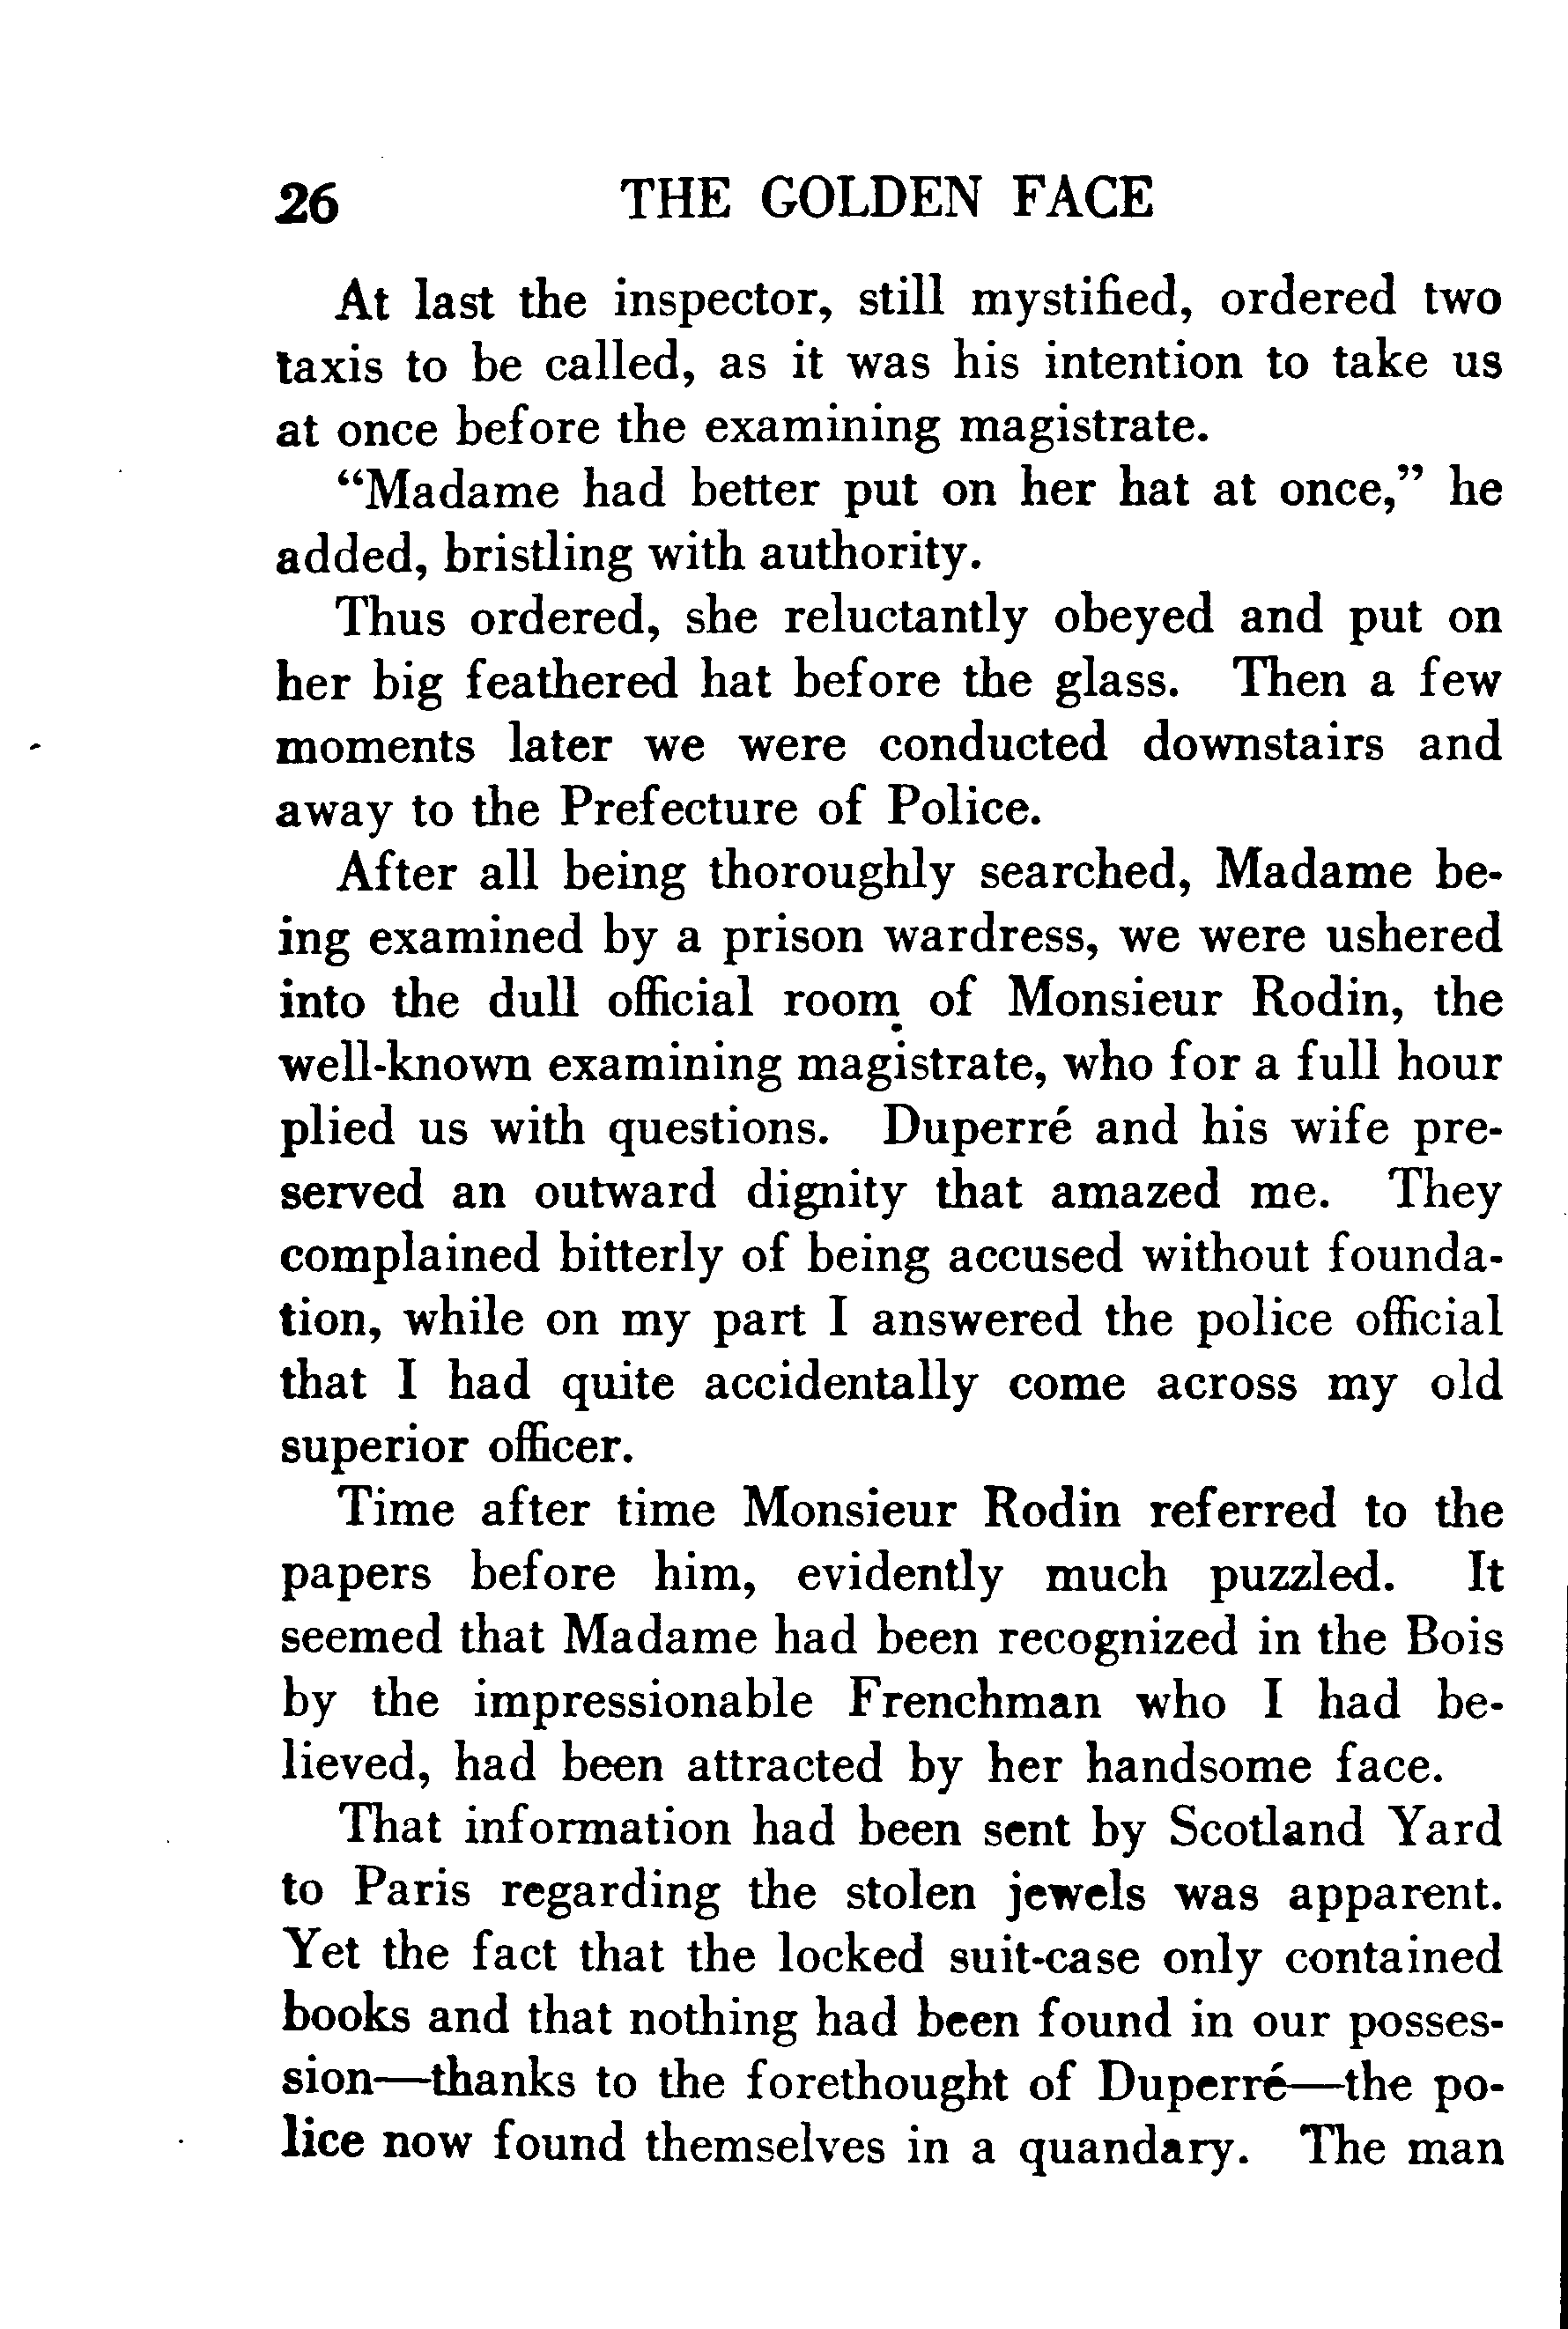 26 THE GOLDEN FACE
At last the inspector, still mystified, ordered two
taxis to be called, as it was his intention to take us
at once before the examining magistrate.
“Madame had better put on her hat at once,” he
added, bristling with authority.
Thus ordered, she reluctantly obeyed and put on
her big feathered hat before the glass. Then a few
moments later we were conducted downstairs and
away to the Prefecture of Police.
After all being thoroughly searched, Madame be-
ing examined by a prison wardress, we were ushered
into the dull official room of Monsieur Rodin, the
well-known examining magistrate, who for a full hour
plied us with questions. Duperré and his wife pre-
served an outward dignity that amazed me. They
complained bitterly of being accused without founda-
tion, while on my part I answered the police official
that I had quite accidentally come across my old
superior officer.
Time after time Monsieur Rodin referred to the
papers before him, evidently much puzzled. It
seemed that Madame had been recognized in the Bois
by the impressionable Frenchman who I had be-
lieved, had been attracted by her handsome face.
That information had been sent by Scotland Yard
to Paris regarding the stolen jewels was apparent.
Yet the fact that the locked suit-case only contained
books and that nothing had been found in our posses-
sion—thanks to the forethought of Duperré—the po-
lice now found themselves in a quandary. The man